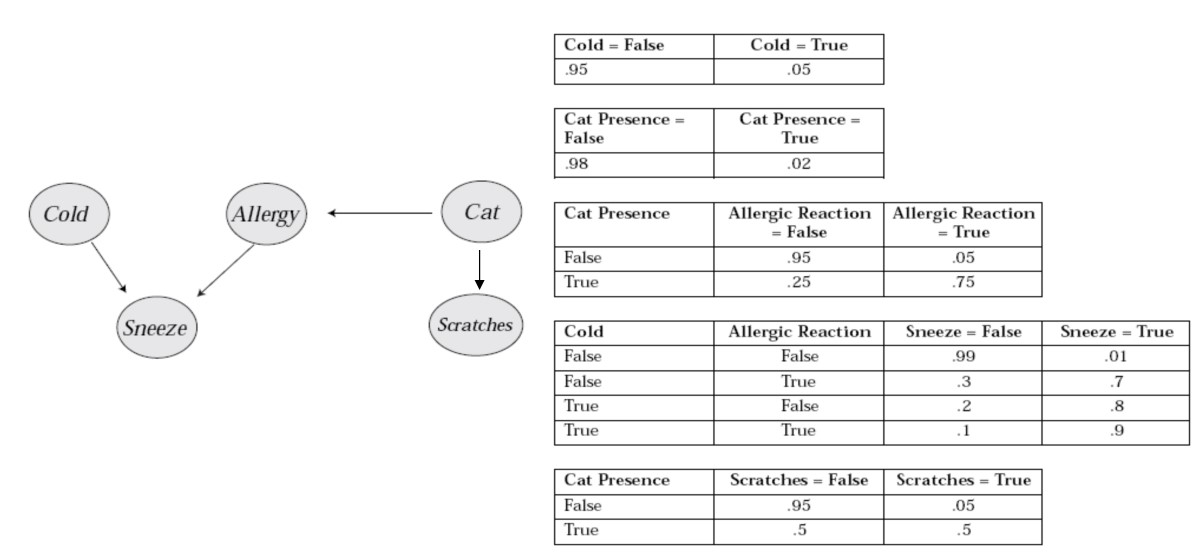 Cold
Allergy
Cat
Sneeze
Scratches
Cold = False Cold = True
.95 .05
Cat Presence = Cat Presence =
False True
.98 .02
Cat Presence Allergic Reaction Allergic Reaction
= False = True
False .95 .05
True .25 .75
Cold Allergic Reaction Sneeze = False Sneeze = True
False False .99 .01
False True .3 .7
True False .2 .8
True True .1 .9
Cat Presence Scratches = False Scratches = True
False .95 .05
True .5 .5